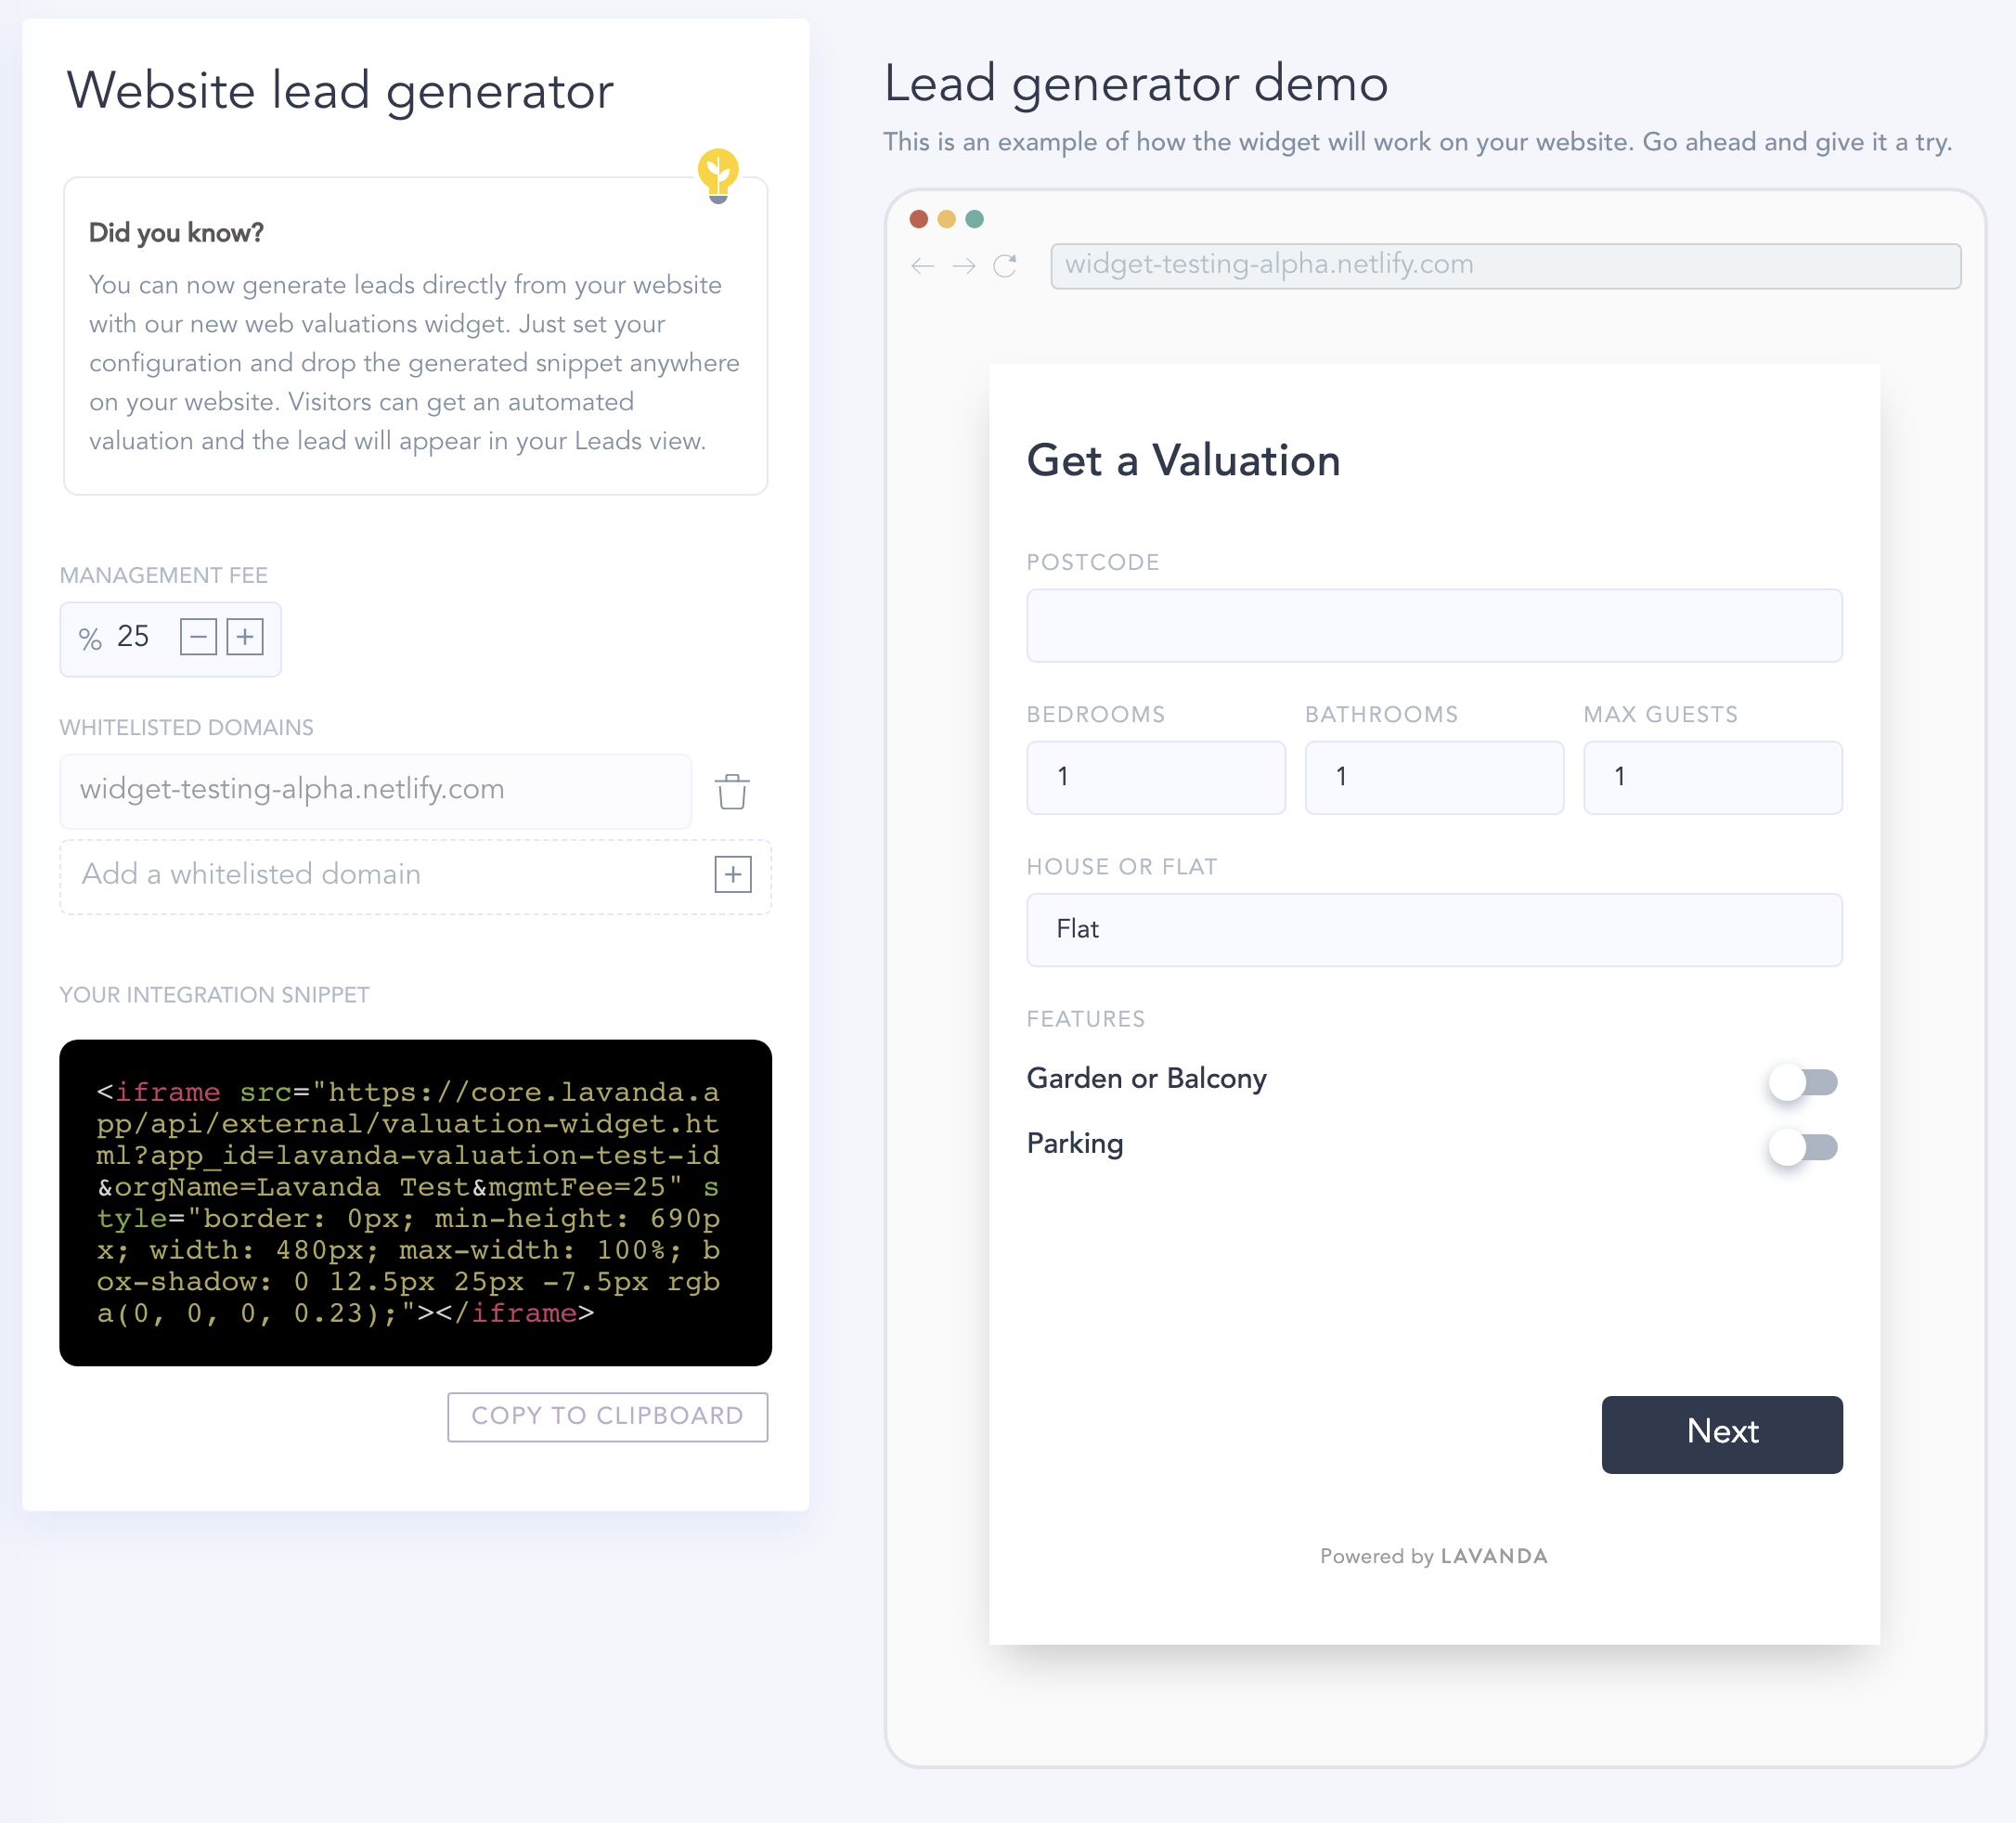 Website lead generator
Did you know?
You can now generate leads directly from your website
with our new web valuations widget. Just set your
configuration and drop the generated snippet anywhere
on your website. Visitors can get an automated
valuation and the lead will appear in your Leads view.
MANAGEMENT FEE
% 25
WHITELISTED DOMAINS
widget-testing-alpha.netlify.com
Add a whitelisted domain
YOUR INTEGRATION SNIPPET
<iframe src="https://core.lavanda.a
pp/api/external/valuation-widget.ht
ml?app_id=lavanda-valuation-test-id
&orgName=Lavanda Test&mgmtFee=25" s
tyle="border: 0px; min-height: 690p
x; width: 480px; max-width: 100%; b
ox-shadow: 0 12.5px 25px -7.5px rgb
a(0, 0, 0, 0.23);"></iframe>
COPY TO CLIPBOARD
Lead generator demo
This is an example of how the widget will work on your website. Go ahead and give it a try.
widget-testing-alpha.netlify.com
Get a Valuation
POSTCODE
BEDROOMS BATHROOMS MAX GUESTS
1 1 1
HOUSE OR FLAT
Flat
FEATURES
Garden or Balcony
Parking
Next
Powered by LAVANDA